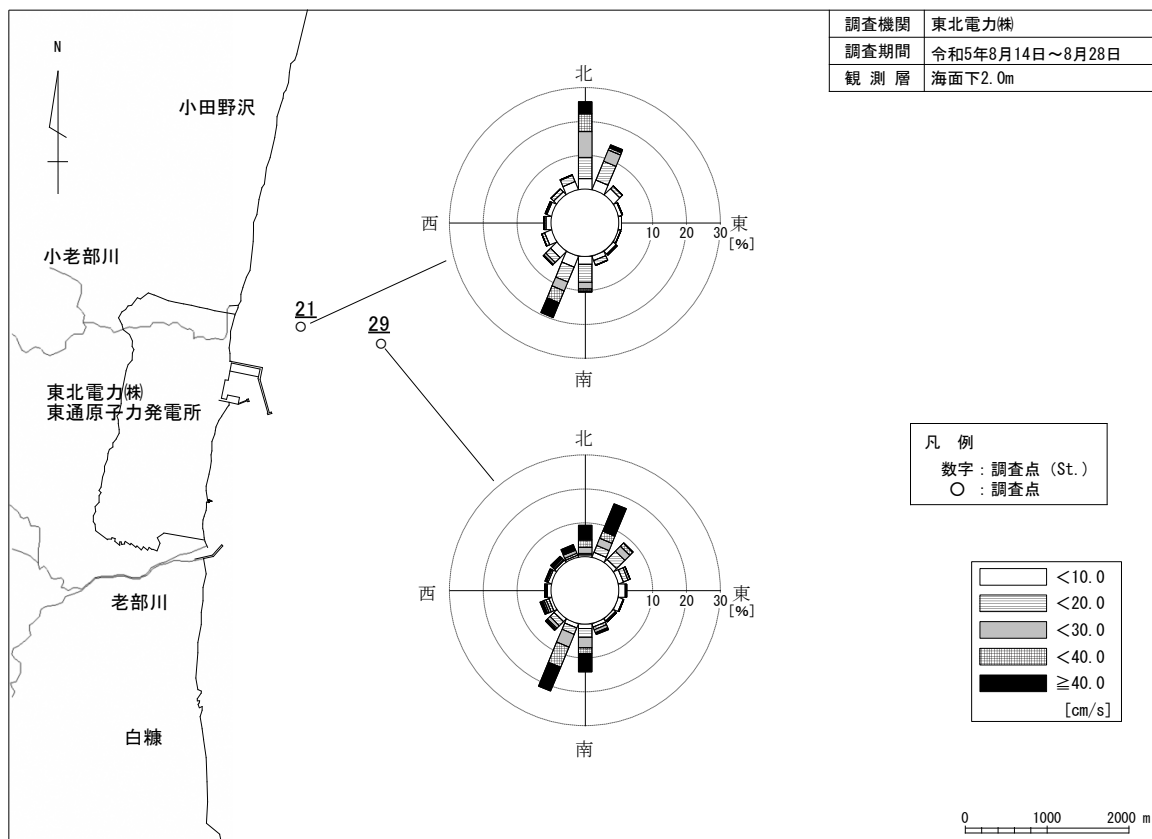 調査機関 東北電力㈱
調査期間 令和5年8月14日～8月28日
観測層 海面下2.0m
N
小田野沢
小老部川
21
29
東北電力㈱
東通原子力発電所
老部川
白糠
北
西
東
南
10 20 30
[%]
北
西
東
南
10 20 30
[%]
凡 例
数字：調査点 (St.)
○ ：調査点
＜10.0
＜20.0
＜30.0
＜40.0
≧40.0
[cm/s]
0 1000 2000 m